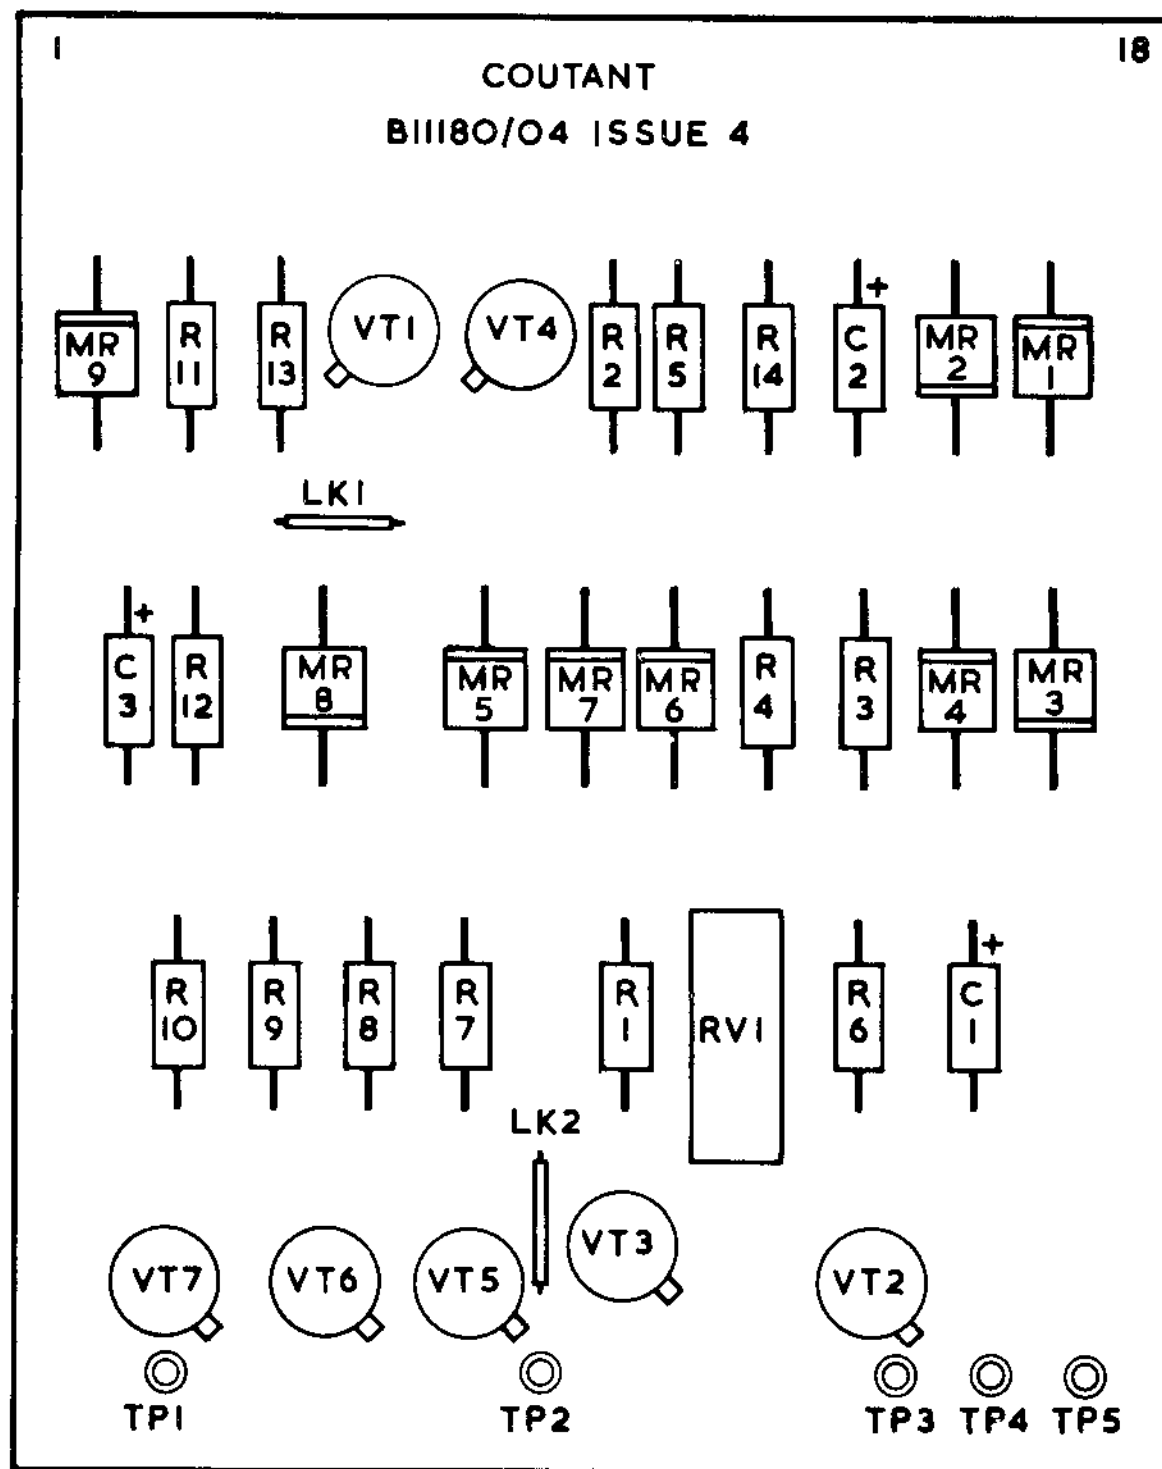 1 18
COUTANT
B11180/04 ISSUE 4
MR 9 R 11 R 13 VT1 VT4 R 2 R 5 R 14 C 2 + MR 2 MR 1
LK1
C 3 + R 12 MR 8 MR 5 MR 7 MR 6 R 4 R 3 MR 4 MR 3
R 10 R 9 R 8 R 7 R 1 RV1 R 6 C 1 +
LK2
VT7 VT6 VT5 VT3 VT2
TP1 TP2 TP3 TP4 TP5